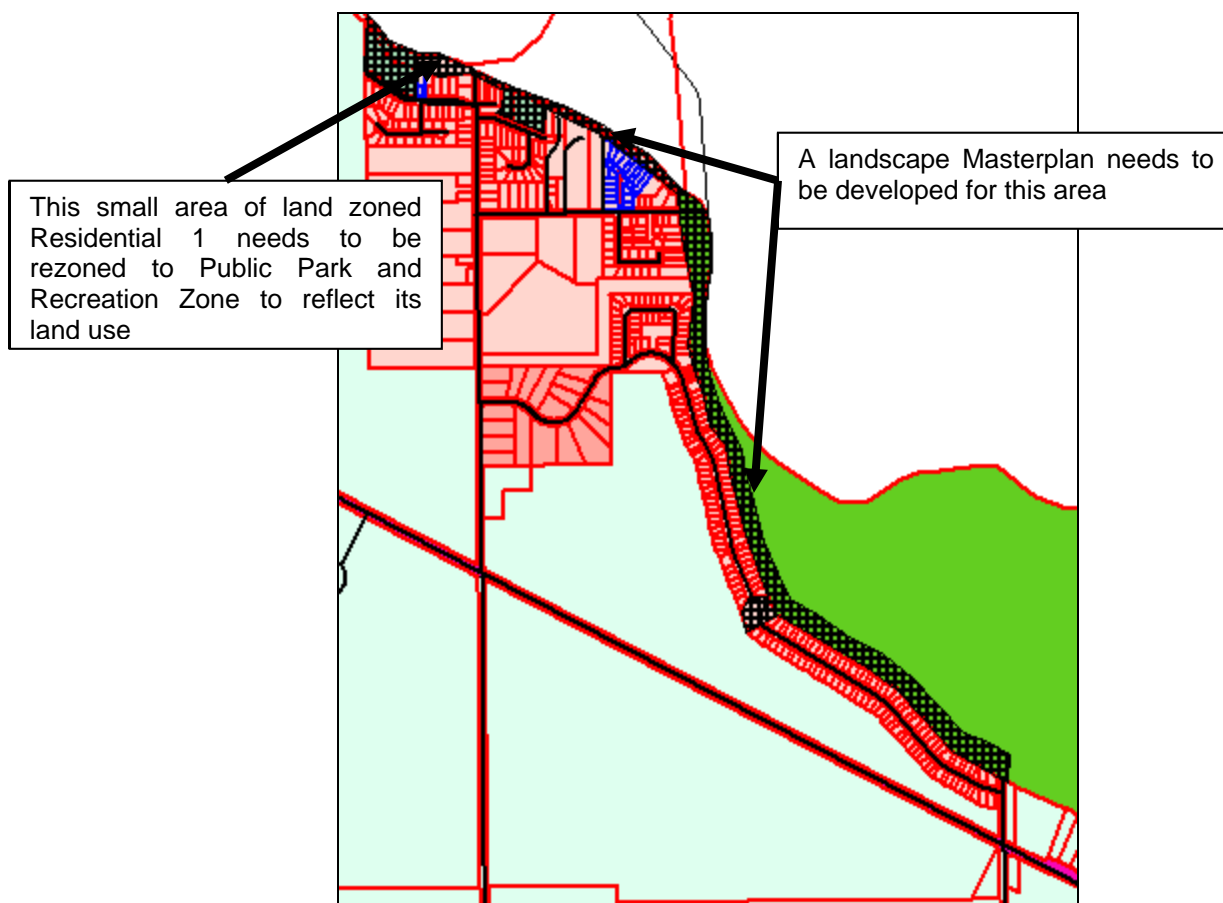 A landscape Masterplan needs to
be developed for this area
This small area of land zoned
Residential 1 needs to be
rezoned to Public Park and
Recreation Zone to reflect its
land use